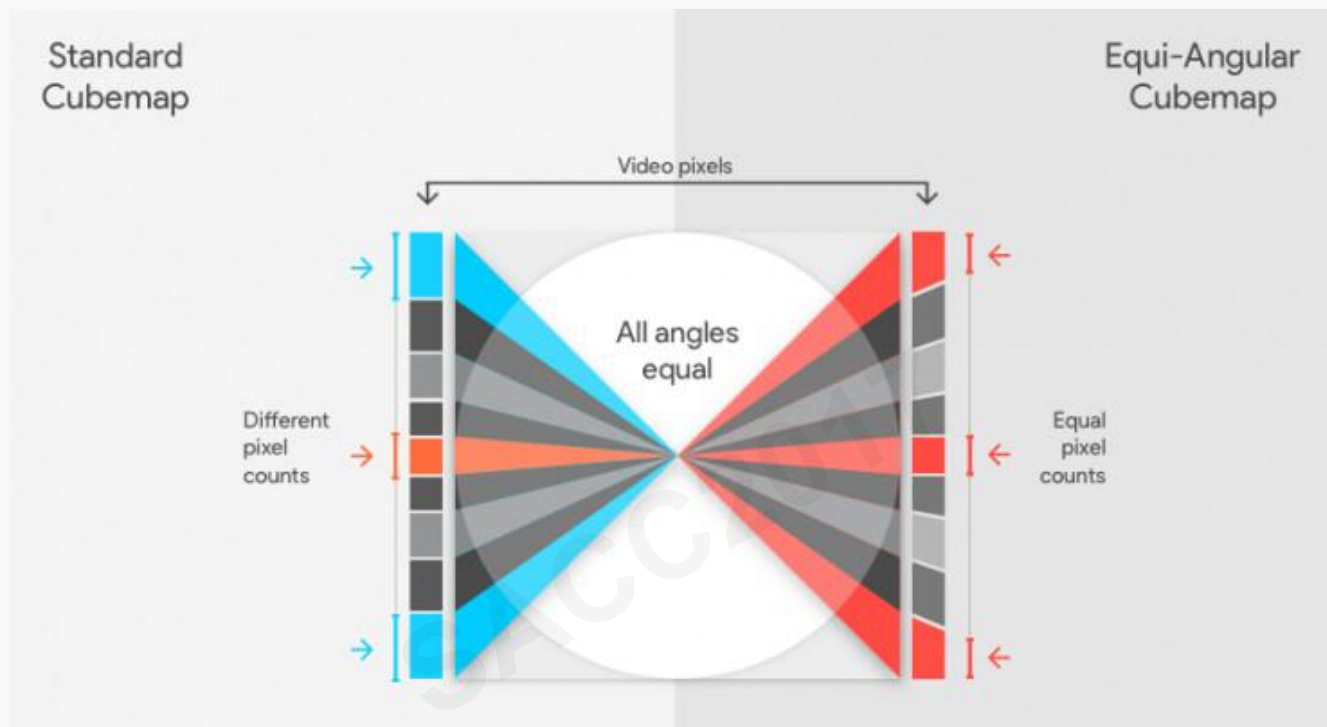 Standard
Cubemap
Equi-Angular
Cubemap
Video pixels
All angles
equal
Different
pixel
counts
Equal
pixel
counts